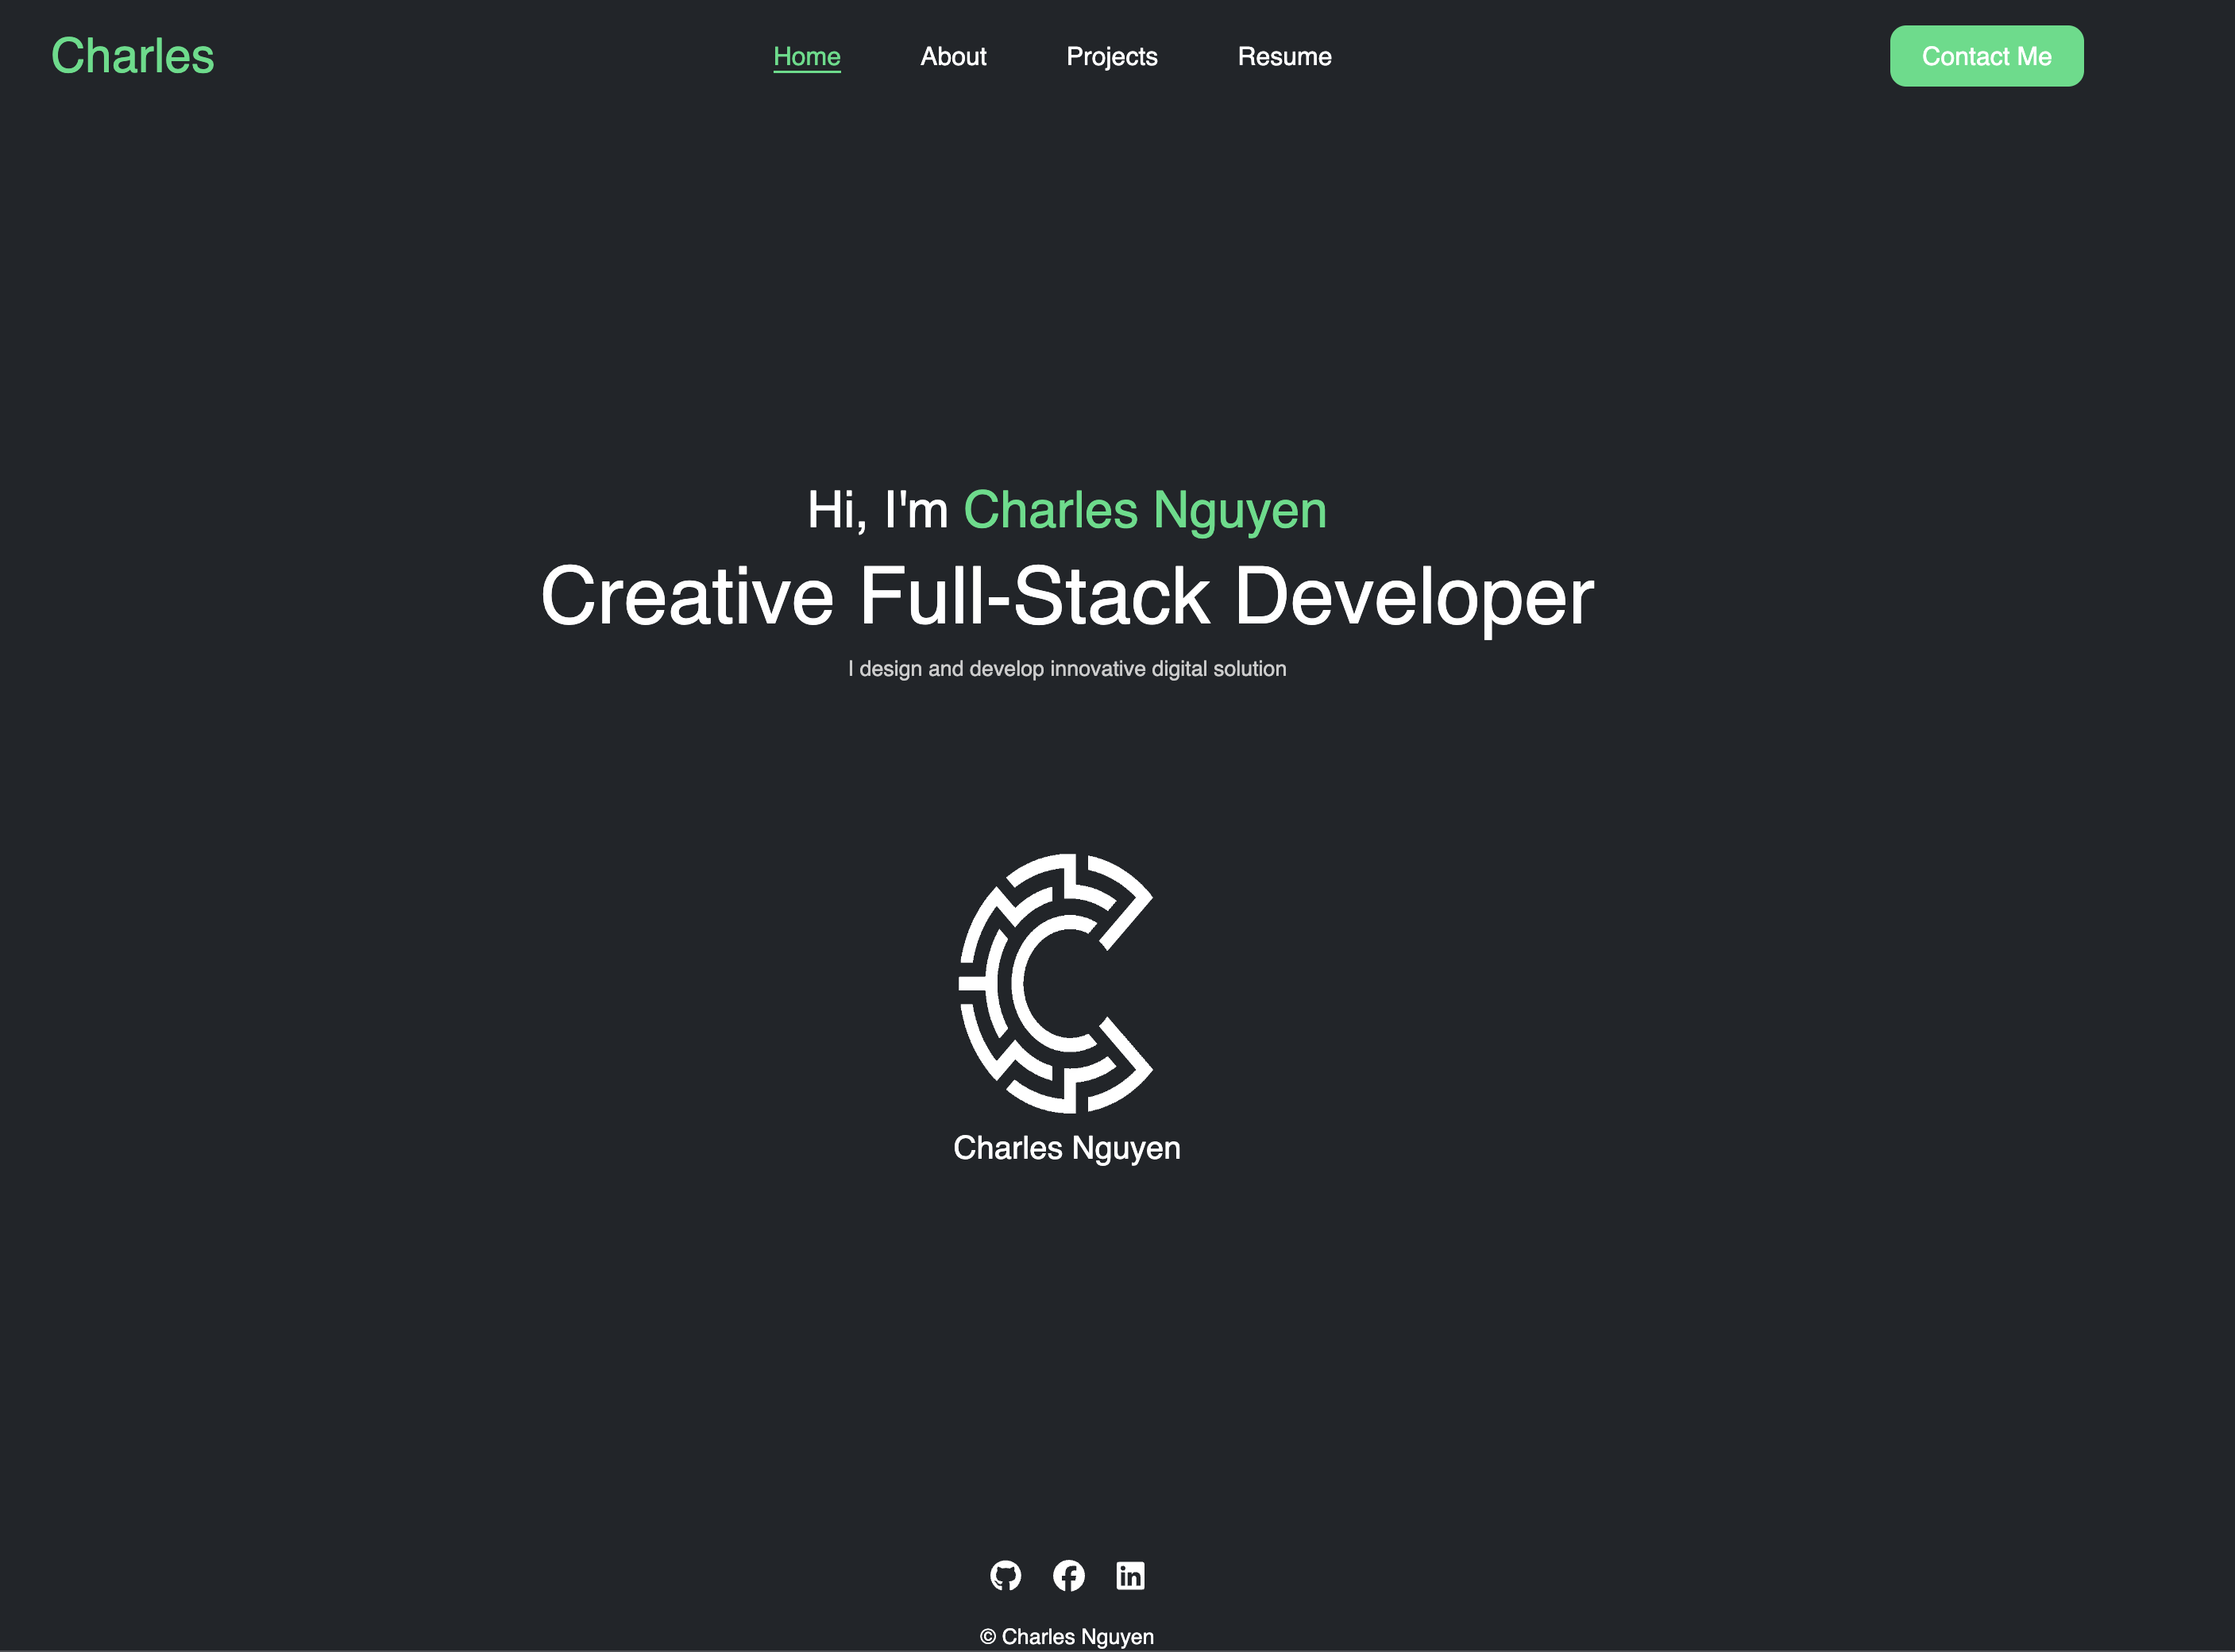 Charles
Home About Projects Resume
Contact Me
Hi, I'm Charles Nguyen
Creative Full-Stack Developer
I design and develop innovative digital solution
Charles Nguyen
© Charles Nguyen